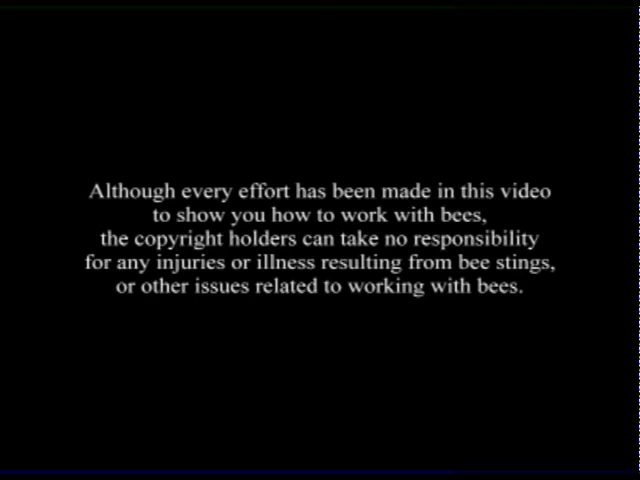 Although every effort has been made in this video
to show you how to work with bees,
the copyright holders can take no responsibility
for any injuries or illness resulting from bee stings,
or other issues related to working with bees.